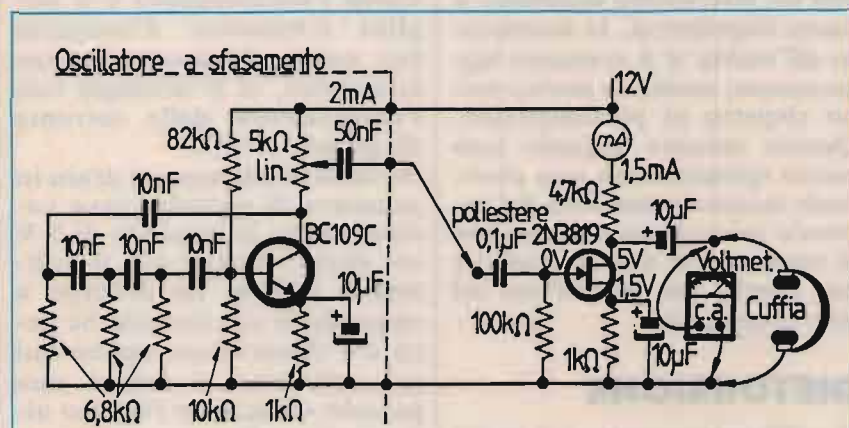 Oscillatore a sfasamento
2mA
12V
82kΩ
5kΩ
lin.
50nF
mA
1,5mA
10nF
4,7kΩ
10µF
poliestere
0,1µF
2N3819
10nF
10nF
10nF
BC109C
0V
5V
1,5V
Voltmet.
c.a.
Cuffia
10µF
100kΩ
1kΩ
10µF
6,8kΩ
10kΩ
1kΩ
+
+
+